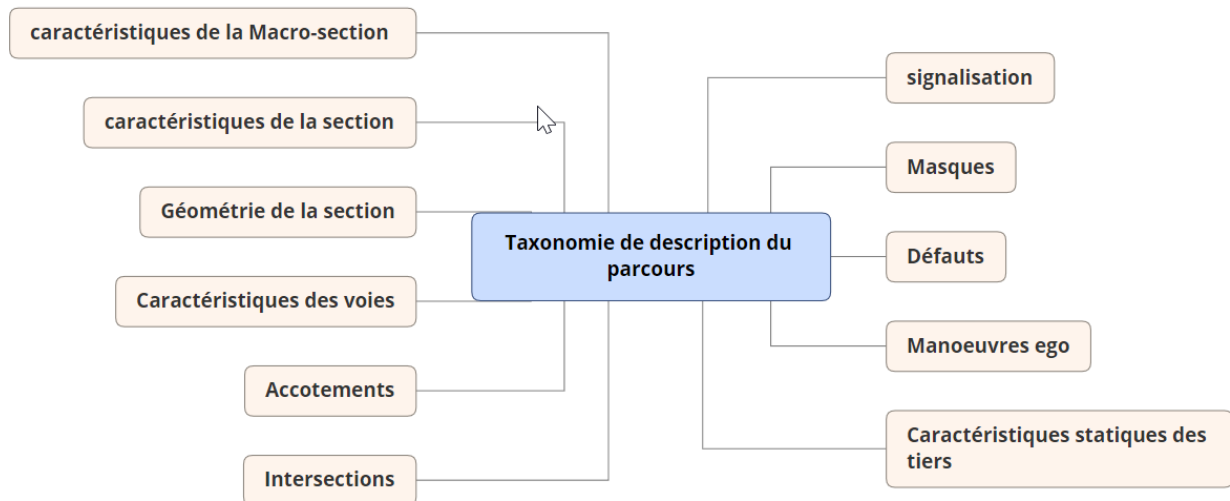 caractéristiques de la Macro-section
caractéristiques de la section
Géométrie de la section
Caractéristiques des voies
Accotements
Intersections
Taxonomie de description du
parcours
signalisation
Masques
Défauts
Manoeuvres ego
Caractéristiques statiques des
tiers